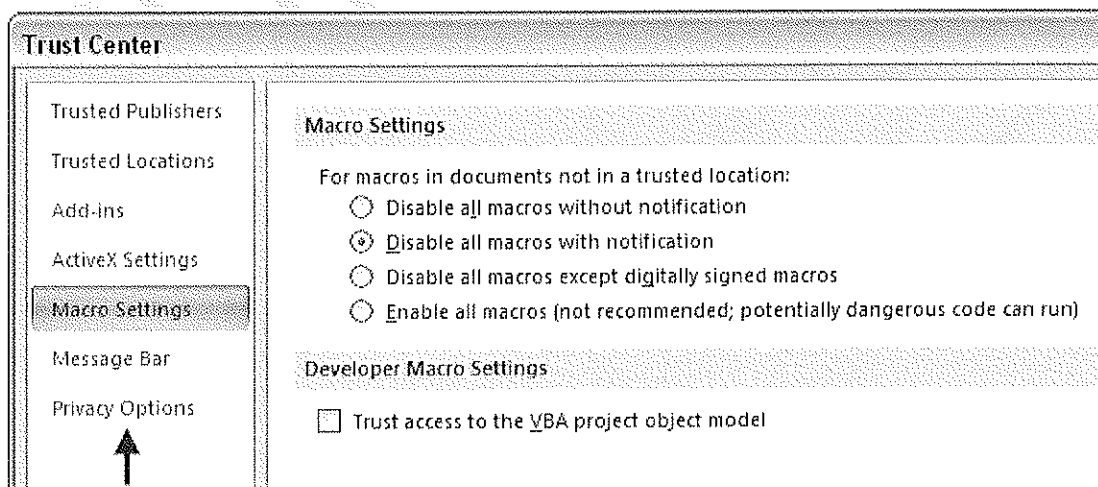 Trust Center
Trusted Publishers
Trusted Locations
Add-ins
ActiveX Settings
Macro Settings
Message Bar
Privacy Options
Macro Settings
For macros in documents not in a trusted location:
Disable all macros without notification
Disable all macros with notification
Disable all macros except digitally signed macros
Enable all macros (not recommended; potentially dangerous code can run)
Developer Macro Settings
Trust access to the VBA project object model